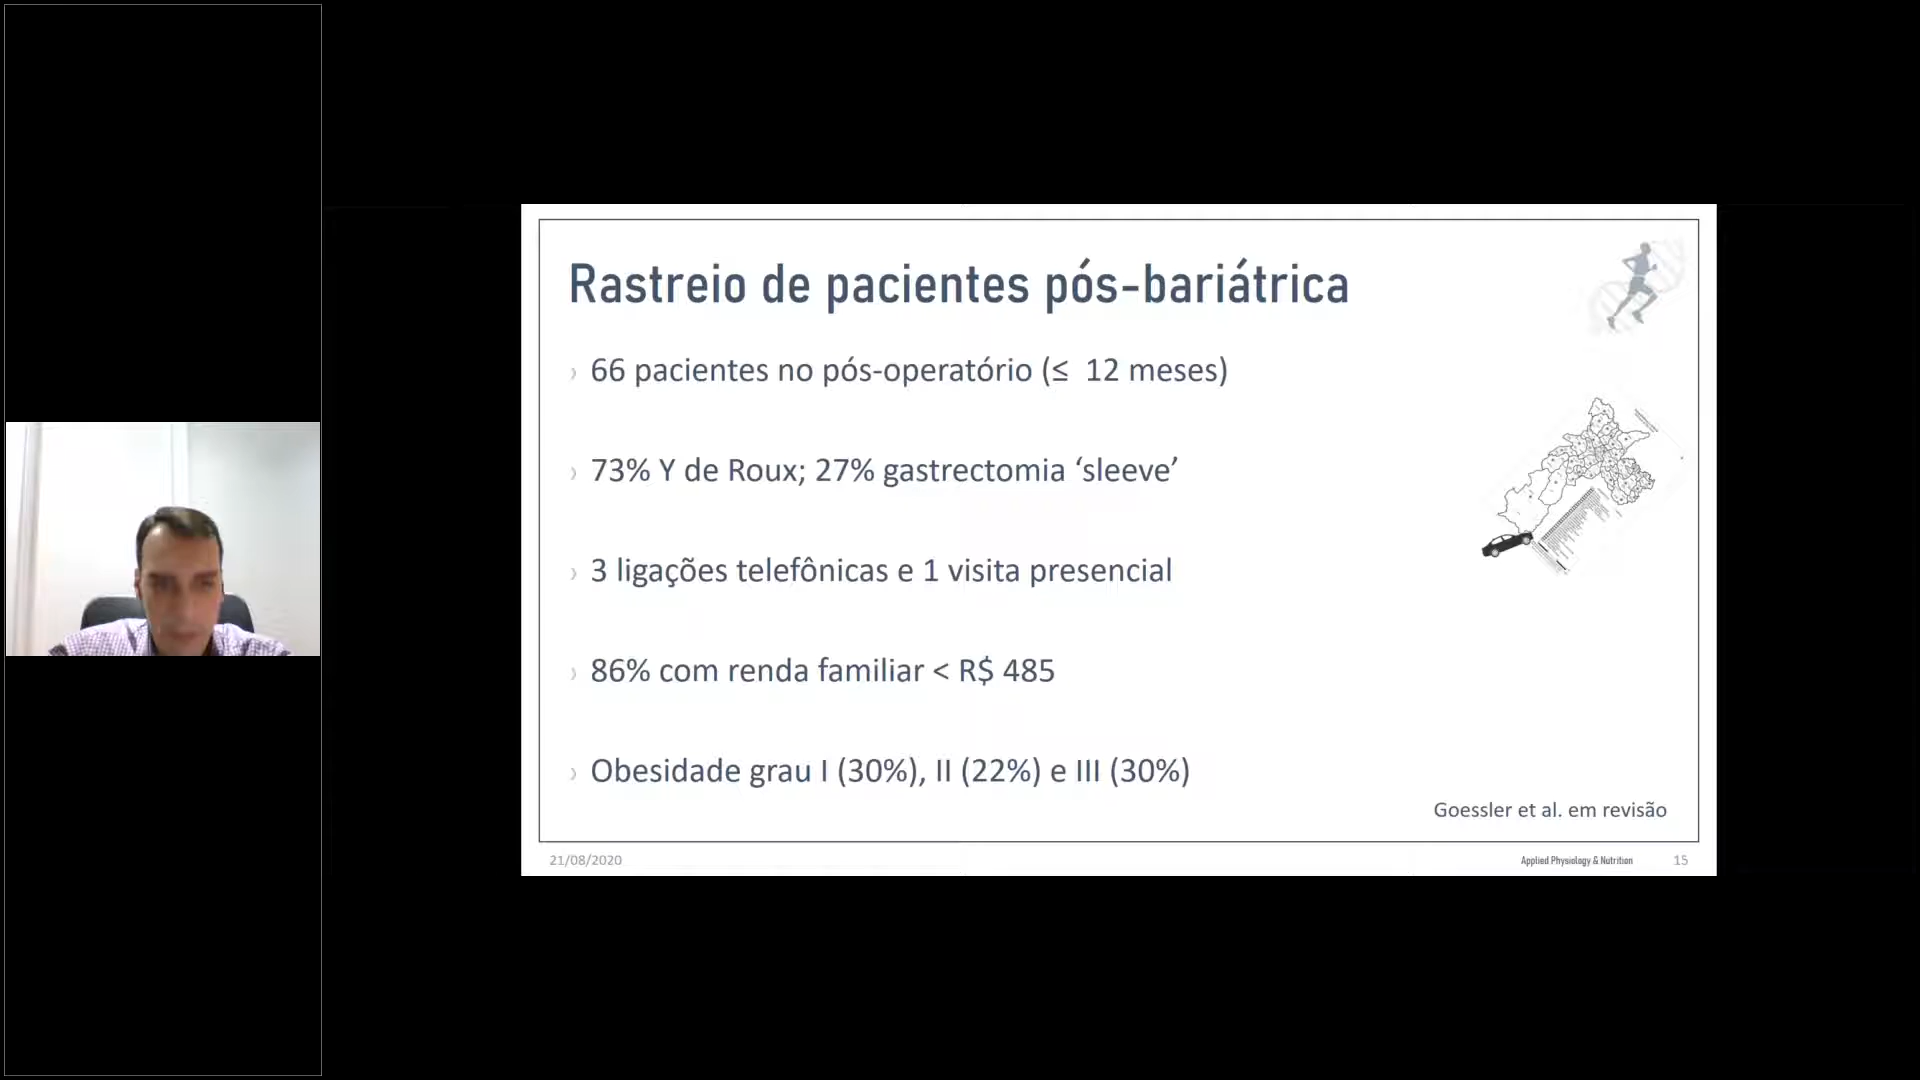 Rastreio de pacientes pós-bariátrica
66 pacientes no pós-operatório (≤ 12 meses)
73% Y de Roux; 27% gastrectomia ‘sleeve’
3 ligações telefônicas e 1 visita presencial
86% com renda familiar < R$ 485
Obesidade grau I (30%), II (22%) e III (30%)
Goessler et al. em revisão
21/08/2020
Applied Physiology & Nutrition
15